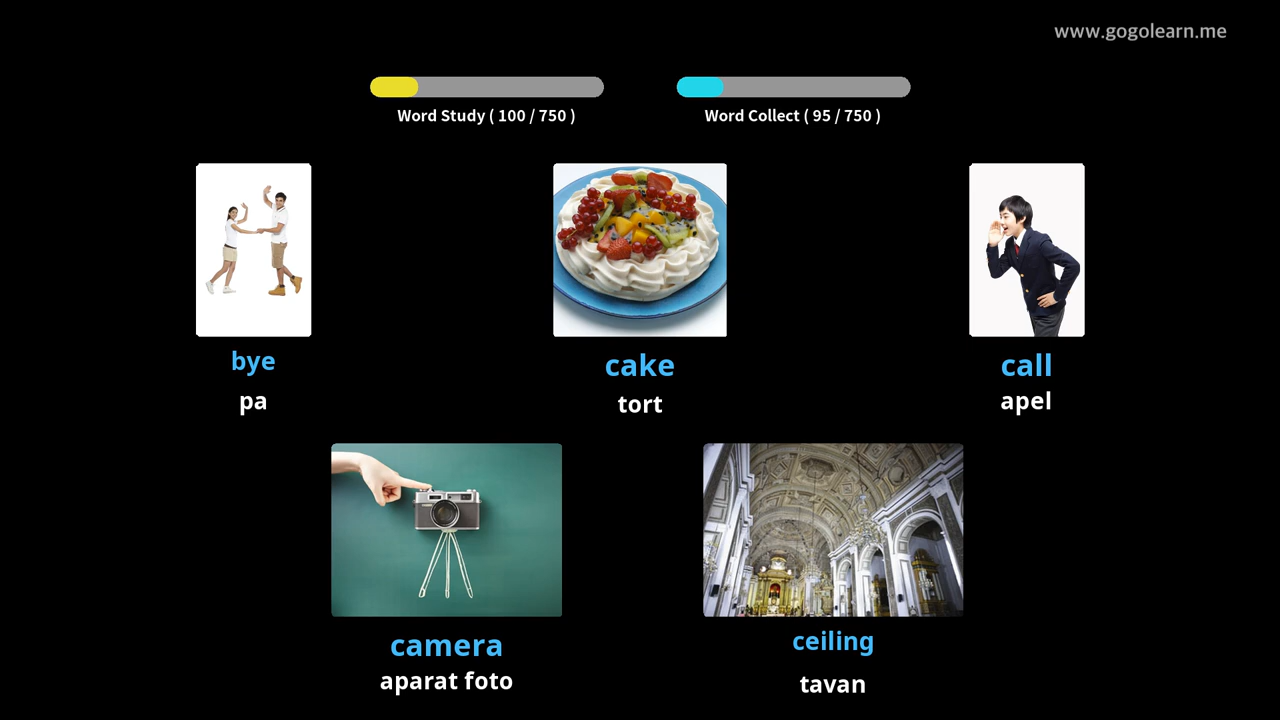 www.gogolearn.me
Word Study ( 100 / 750 )
Word Collect ( 95 / 750 )
bye
pa
cake
tort
call
apel
camera
aparat foto
ceiling
tavan